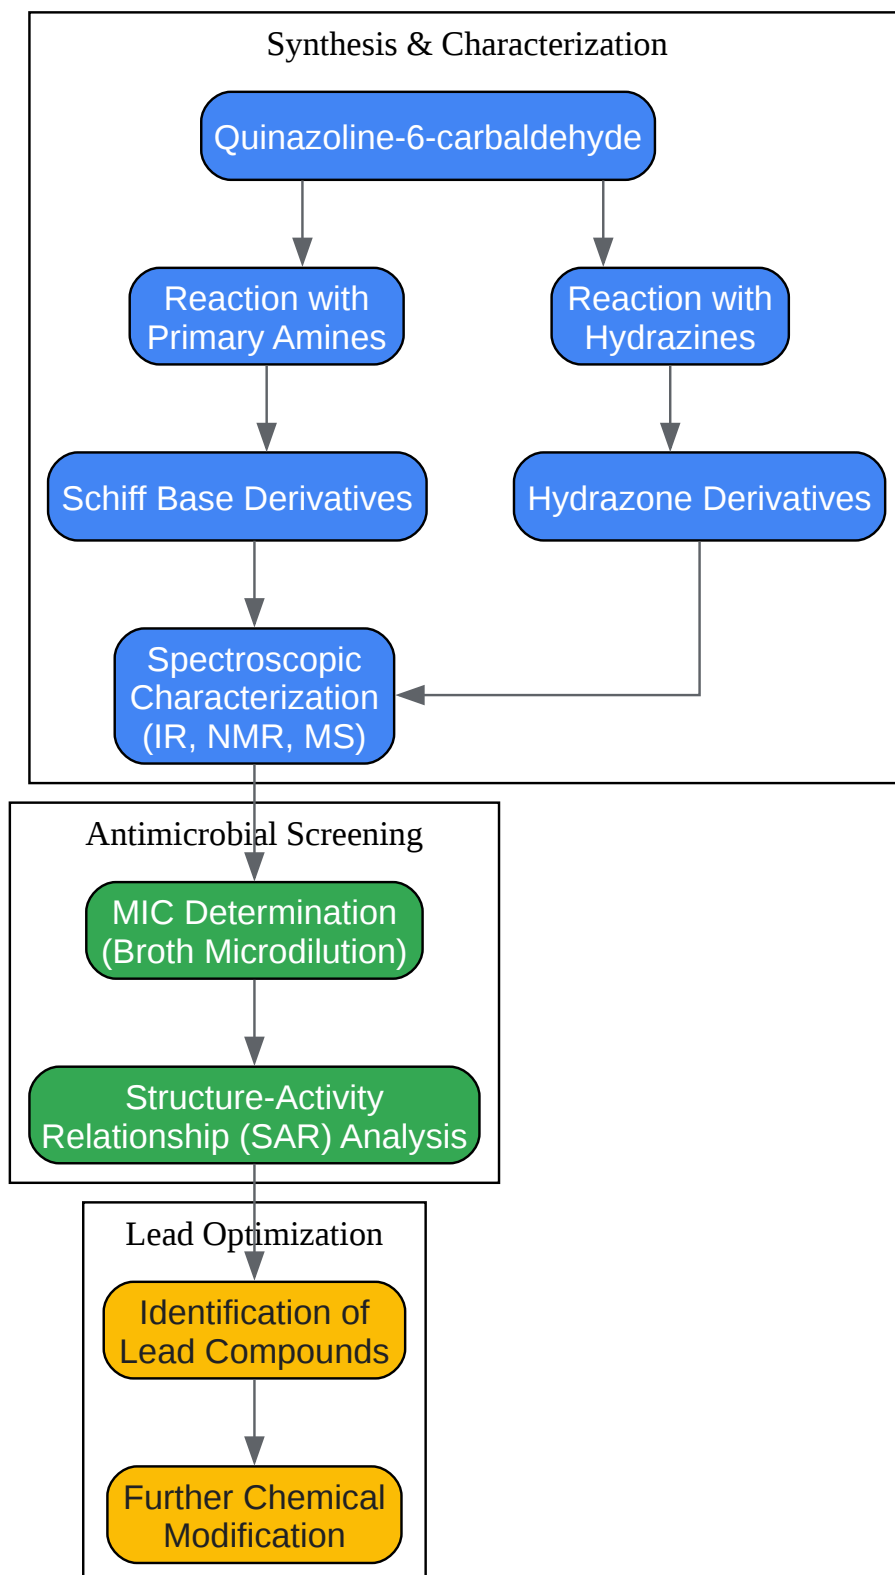 Synthesis & Characterization
Quinazoline-6-carbaldehyde
Reaction with
Primary Amines
Reaction with
Hydrazines
Schiff Base Derivatives
Hydrazone Derivatives
Spectroscopic
Characterization
(IR, NMR, MS)
Antimicrobial Screening
MIC Determination
(Broth Microdilution)
Structure-Activity
Relationship (SAR) Analysis
Lead Optimization
Identification of
Lead Compounds
Further Chemical
Modification